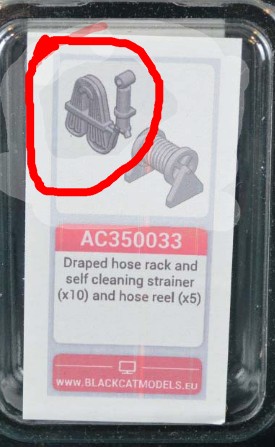 AC350033
Draped hose rack and
self cleaning strainer
(x10) and hose reel (x5)
WWW.BLACKCATMODELS.EU